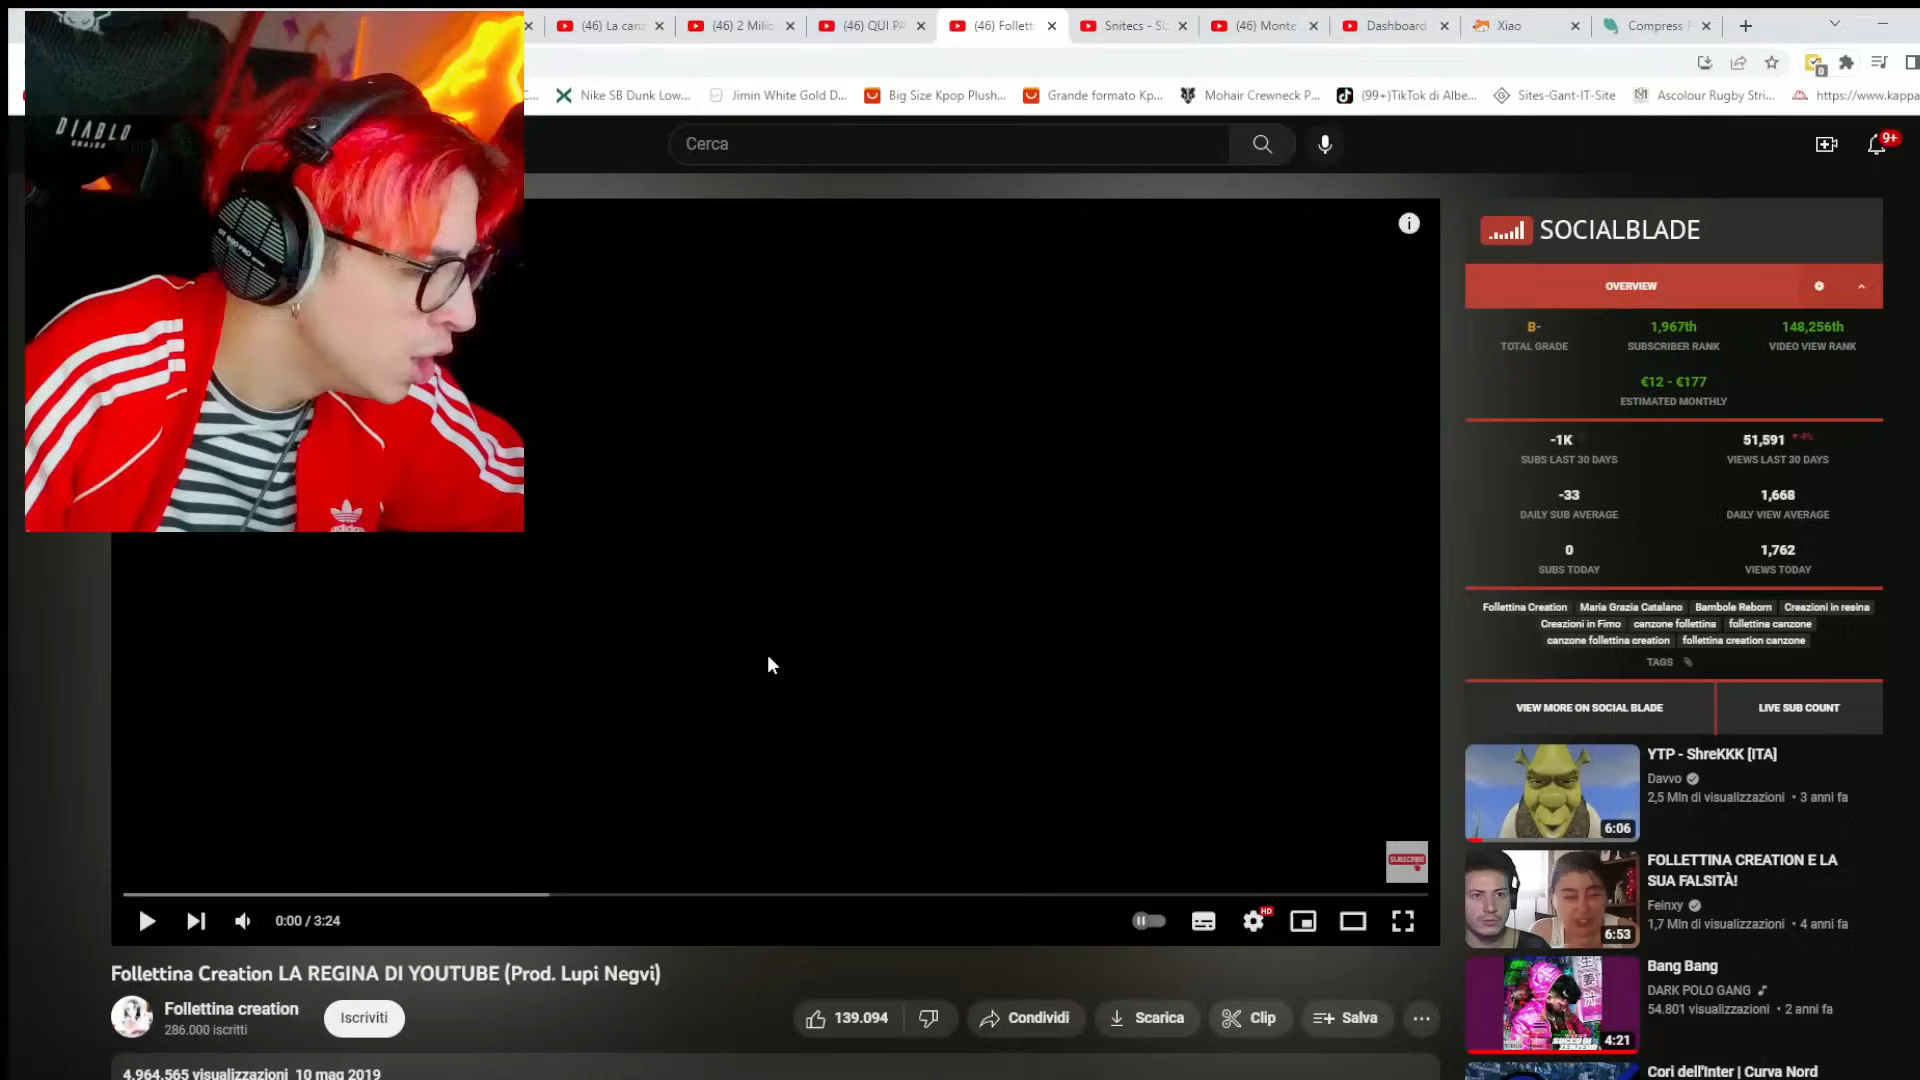 (46) La canz
(46) 2 Milio
(46) QUI PA
(46) Follett
Snitecs - SU
(46) Monte
Dashboard
Xiao
Compress
C...
Nike SB Dunk Low...
Jimin White Gold D...
Big Size Kpop Plush...
Grande formato Kp...
Mohair Crewneck P...
(99+)TikTok di Albe...
Sites-Gant-IT-Site
Ascolour Rugby Stri...
https://www.kappa
DIABLO
CHAIRS
Cerca
9+
adidas
SOCIALBLADE
OVERVIEW
B-
1,967th
148,256th
TOTAL GRADE
SUBSCRIBER RANK
VIDEO VIEW RANK
€12 - €177
ESTIMATED MONTHLY
-1K
51,591
SUBS LAST 30 DAYS
VIEWS LAST 30 DAYS
-33
1,668
DAILY SUB AVERAGE
DAILY VIEW AVERAGE
0
1,762
SUBS TODAY
VIEWS TODAY
Follettina Creation Maria Grazia Catalano Bambole Reborn Creazioni in resina
Creazioni in Fimo canzone follettina follettina canzone
canzone follettina creation follettina creation canzone
TAGS
VIEW MORE ON SOCIAL BLADE
LIVE SUB COUNT
SUBSCRIBE
0:00 / 3:24
HD
Follettina Creation LA REGINA DI YOUTUBE (Prod. Lupi Negvi)
Follettina creation
286.000 iscritti
Iscriviti
139.094
Condividi
Scarica
Clip
Salva
4.964.565 visualizzazioni 10 mag 2019
YTP - ShreKKK [ITA]
Davvo
2,5 Mln di visualizzazioni • 3 anni fa
6:06
FOLLETTINA CREATION E LA
SUA FALSITÀ!
Feinxy
1,7 Mln di visualizzazioni • 4 anni fa
6:53
Bang Bang
DARK POLO GANG
54.801 visualizzazioni • 2 anni fa
SUCCO DI
ZENZERO
4:21
Cori dell'Inter | Curva Nord